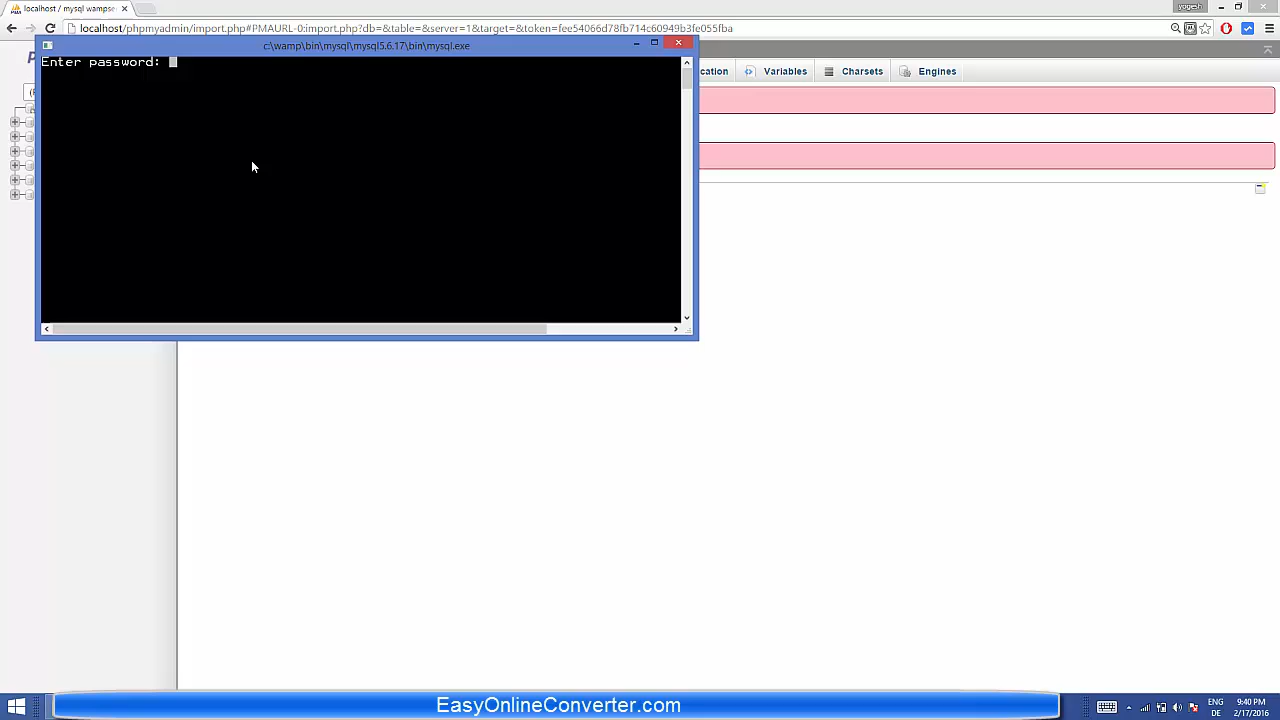 localhost / mysql wampse
yogesh
localhost/phpmyadmin/import.php#PMAURL-0:import.php?db=&table=&server=1&target=&token=fee54066d78fb714c60949b3fe055fba
c:\wamp\bin\mysql\mysql5.6.17\bin\mysql.exe
Enter password:
cation
Variables
Charsets
Engines
EasyOnlineConverter.com
ENG
DE
9:40 PM
2/17/2016